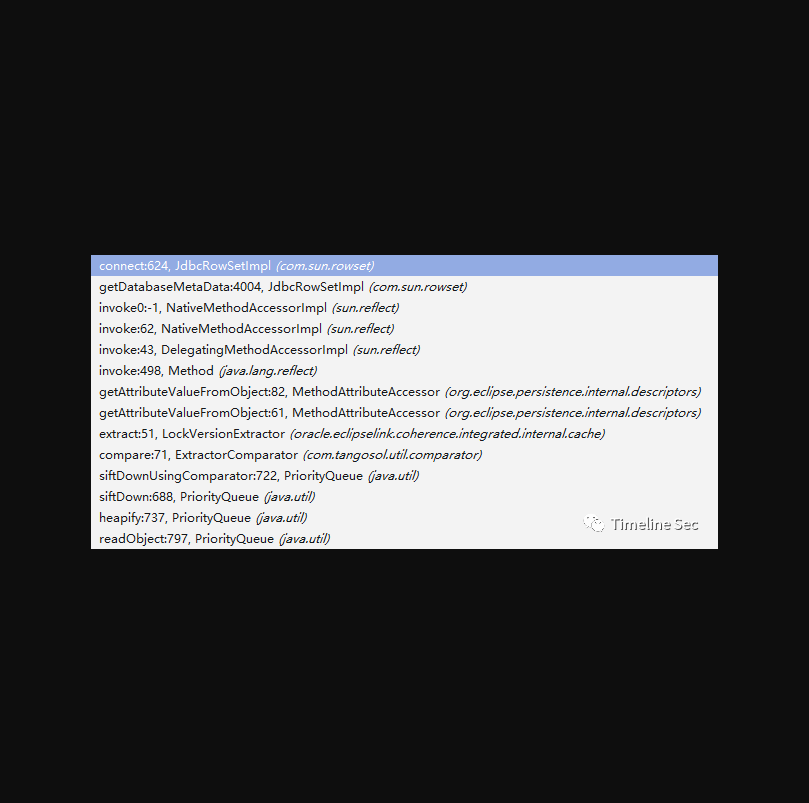 connect:624, JdbcRowSetImpl (com.sun.rowset)
getDatabaseMetaData:4004, JdbcRowSetImpl (com.sun.rowset)
invoke0:-1, NativeMethodAccessorImpl (sun.reflect)
invoke:62, NativeMethodAccessorImpl (sun.reflect)
invoke:43, DelegatingMethodAccessorImpl (sun.reflect)
invoke:498, Method (java.lang.reflect)
getAttributeValueFromObject:82, MethodAttributeAccessor (org.eclipse.persistence.internal.descriptors)
getAttributeValueFromObject:61, MethodAttributeAccessor (org.eclipse.persistence.internal.descriptors)
extract:51, LockVersionExtractor (oracle.eclipselink.coherence.integrated.internal.cache)
compare:71, ExtractorComparator (com.tangosol.util.comparator)
siftDownUsingComparator:722, PriorityQueue (java.util)
siftDown:688, PriorityQueue (java.util)
heapify:737, PriorityQueue (java.util)
Timeline Sec
readObject:797, PriorityQueue (java.util)